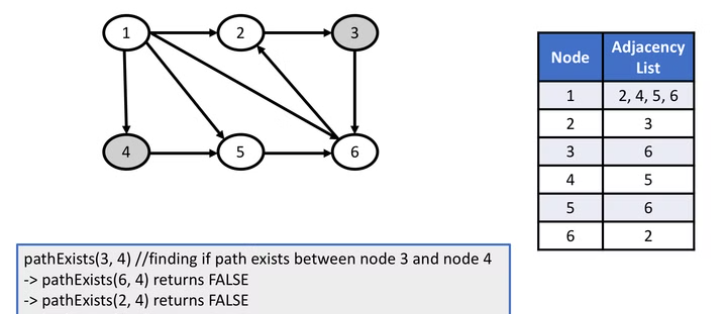 1
2
3
4
5
6
Node Adjacency List
1 2, 4, 5, 6
2 3
3 6
4 5
5 6
6 2
pathExists(3, 4) //finding if path exists between node 3 and node 4
-> pathExists(6, 4) returns FALSE
-> pathExists(2, 4) returns FALSE